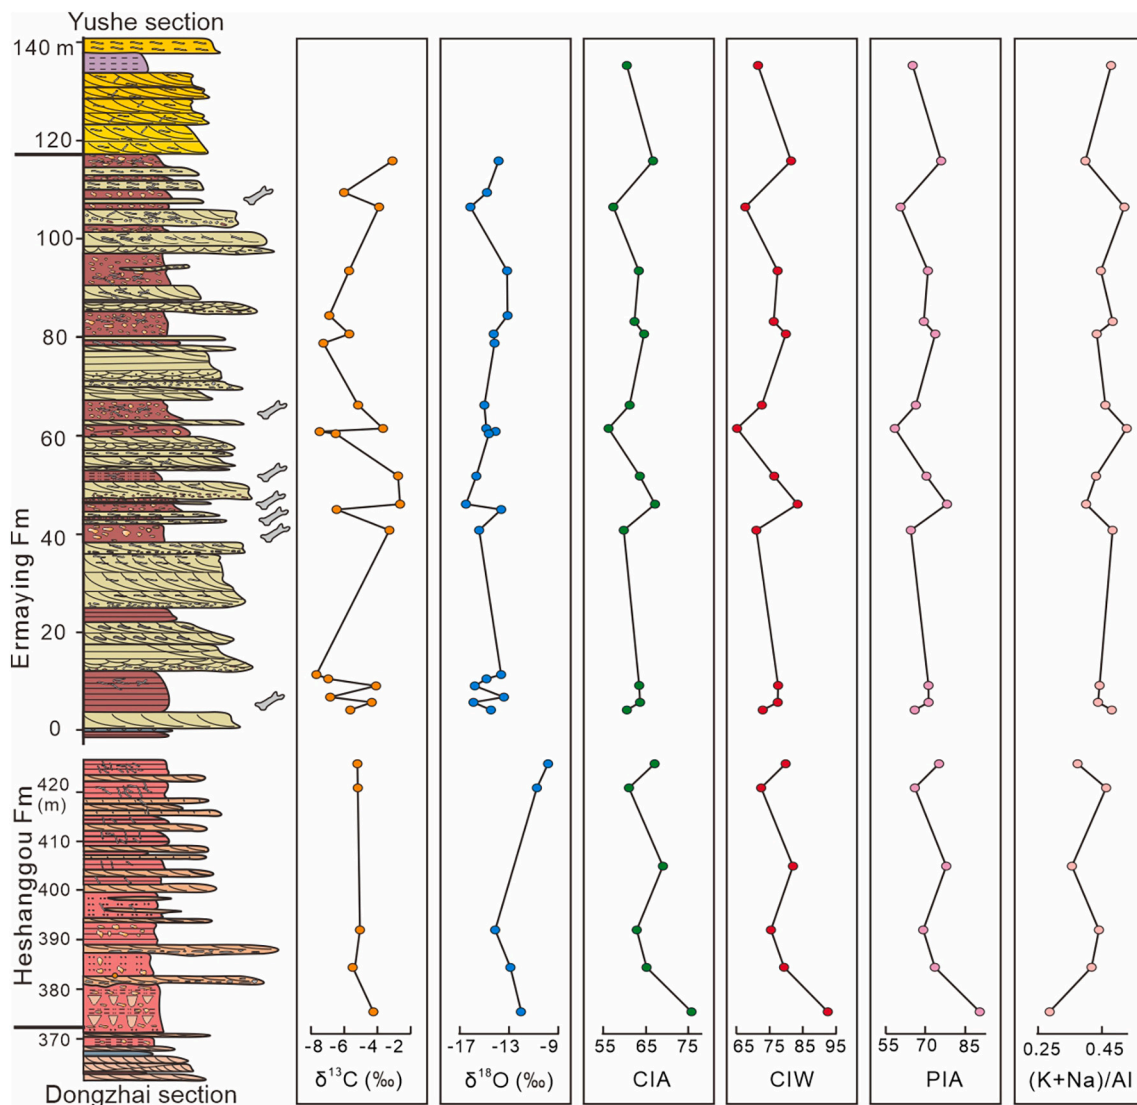 Yushe section
140 m
120
100
80
60
40
20
0
Ermaying Fm
420
(m)
410
400
390
380
370
Heshanggou Fm
Dongzhai section
-8 -6 -4 -2
δ¹³C (‰)
-17 -13 -9
δ¹⁸O (‰)
55 65 75
CIA
65 75 85 95
CIW
55 70 85
PIA
0.25 0.45
(K+Na)/Al